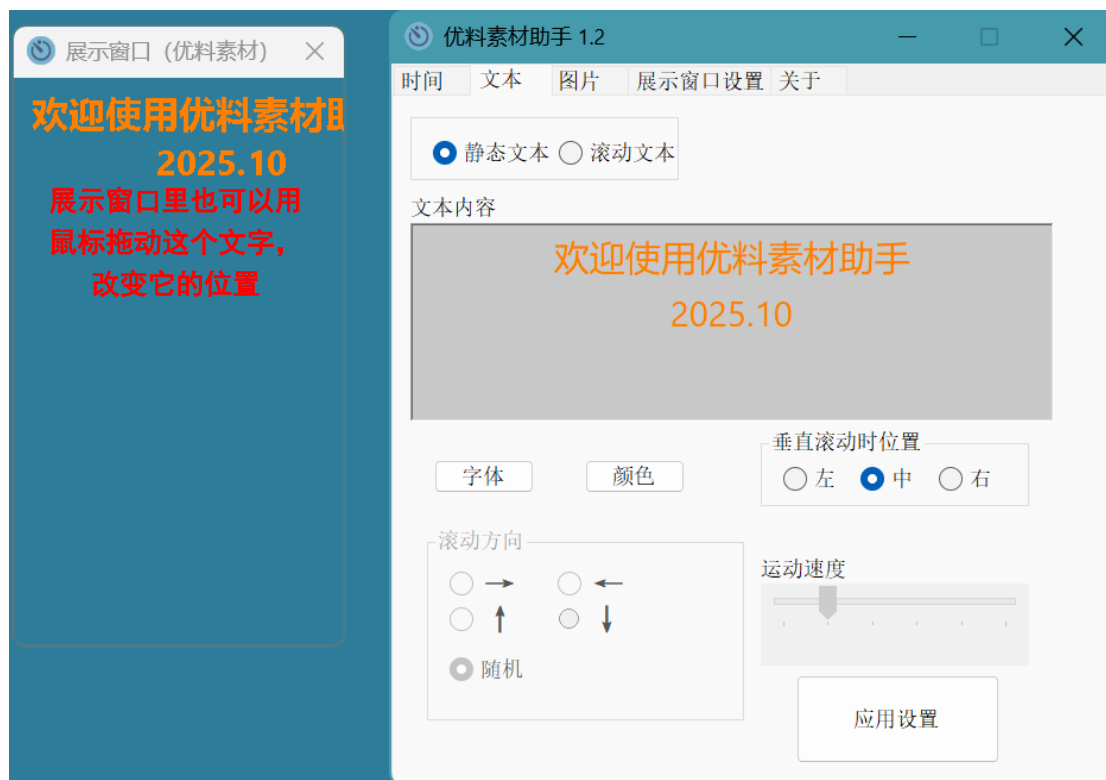 展示窗口（优料素材）
欢迎使用优料素材
2025.10
展示窗口里也可以用
鼠标拖动这个文字，
改变它的位置
优料素材助手 1.2
时间 文本 图片 展示窗口设置 关于
静态文本 滚动文本
文本内容
欢迎使用优料素材助手
2025.10
字体 颜色
垂直滚动时位置
左 中 右
滚动方向
→ ←
↑ ↓
随机
运动速度
应用设置